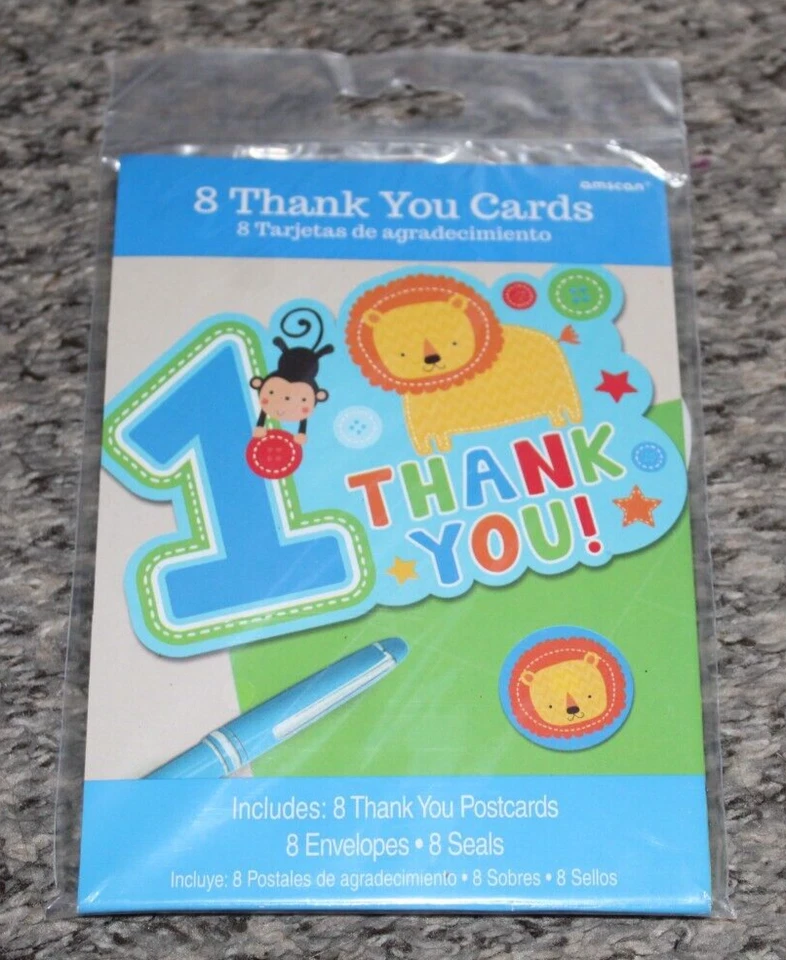 amscan
8 Thank You Cards
8 Tarjetas de agradecimiento
1
THANK
YOU!
Includes: 8 Thank You Postcards
8 Envelopes • 8 Seals
Incluye: 8 Postales de agradecimiento • 8 Sobres • 8 Sellos